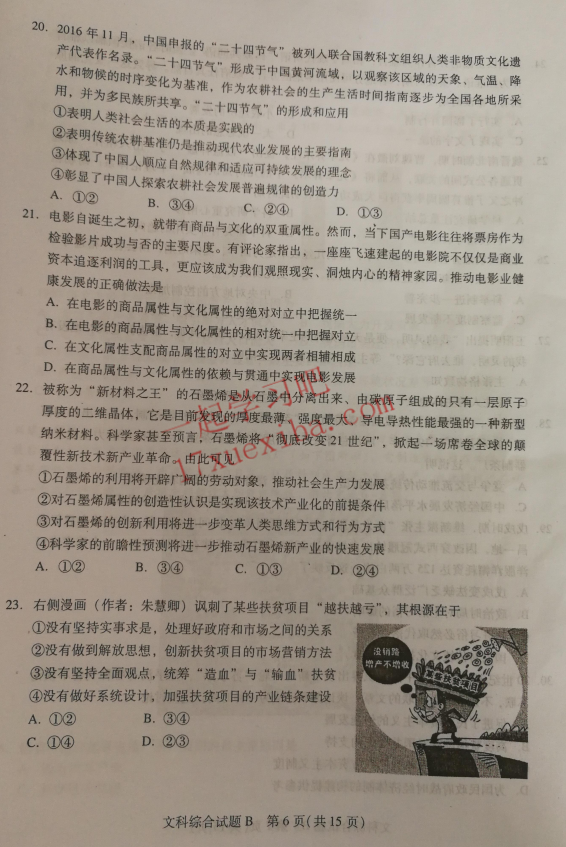 20. 2016年11月，中国申报的“二十四节气”被列入联合国教科文组织人类非物质文化遗
产代表作名录。“二十四节气”形成于中国黄河流域，以观察该区域的天象、气温、降
水和物候的时序变化为基准，作为农耕社会的生产生活时间指南逐步为全国各地所采
用，并为多民族所共享。“二十四节气”的形成和应用
①表明人类社会生活的本质是实践的
②表明传统农耕基准仍是推动现代农业发展的主要指南
③体现了中国人顺应自然规律和适应可持续发展的理念
④彰显了中国人探索农耕社会发展普遍规律的创造力
A. ①② B. ③④ C. ②④ D. ①③
21. 电影自诞生之初，就带有商品与文化的双重属性。然而，当下国产电影往往将票房作为
检验影片成功与否的主要尺度。有评论家指出，一座座飞速建起的电影院不仅仅是商业
资本追逐利润的工具，更应该成为我们观照现实、洞烛内心的精神家园。推动电影业健
康发展的正确做法是
A. 在电影的商品属性与文化属性的绝对对立中把握统一
B. 在电影的商品属性与文化属性的相对统一中把握对立
C. 在文化属性支配商品属性的对立中实现两者相辅相成
D. 在商品属性与文化属性的依赖与贯通中实现电影发展
22. 被称为“新材料之王”的石墨烯是从石墨中分离出来、由碳原子组成的只有一层原子
厚度的二维晶体，它是目前发现的厚度最薄、强度最大、导电导热性能最强的一种新型
纳米材料。科学家甚至预言，石墨烯将“彻底改变21世纪”，掀起一场席卷全球的颠
覆性新技术新产业革命。由此可见
①石墨烯的利用将开辟广阔的劳动对象，推动社会生产力发展
②对石墨烯属性的创造性认识是实现该技术产业化的前提条件
③对石墨烯的创新利用将进一步变革人类思维方式和行为方式
④科学家的前瞻性预测将进一步推动石墨烯新产业的快速发展
A. ①② B. ③④ C. ①③ D. ②④
一起学习吧
17xuexiba.com
23. 右侧漫画（作者：朱慧卿）讽刺了某些扶贫项目“越扶越亏”，其根源在于
①没有坚持实事求是，处理好政府和市场之间的关系
②没有做到解放思想，创新扶贫项目的市场营销方法
③没有坚持全面观点，统筹“造血”与“输血”扶贫
④没有做好系统设计，加强扶贫项目的产业链条建设
A. ①② B. ③④
C. ①④ D. ②③
没销路
增产不增收
某些扶贫项目
文科综合试题B 第6页(共15页)